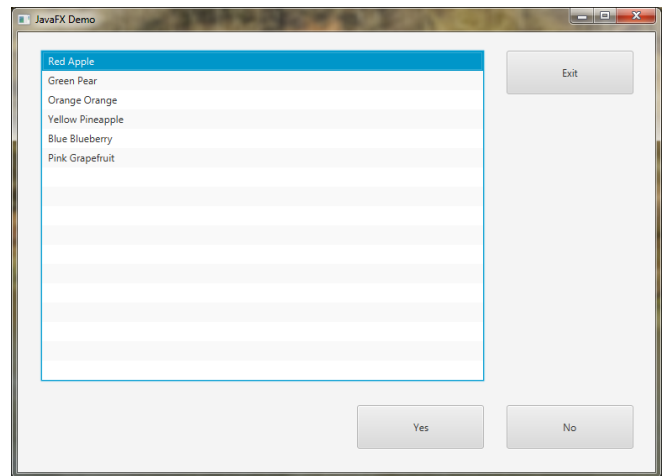 JavaFX Demo
Red Apple
Green Pear
Orange Orange
Yellow Pineapple
Blue Blueberry
Pink Grapefruit
Exit
Yes
No